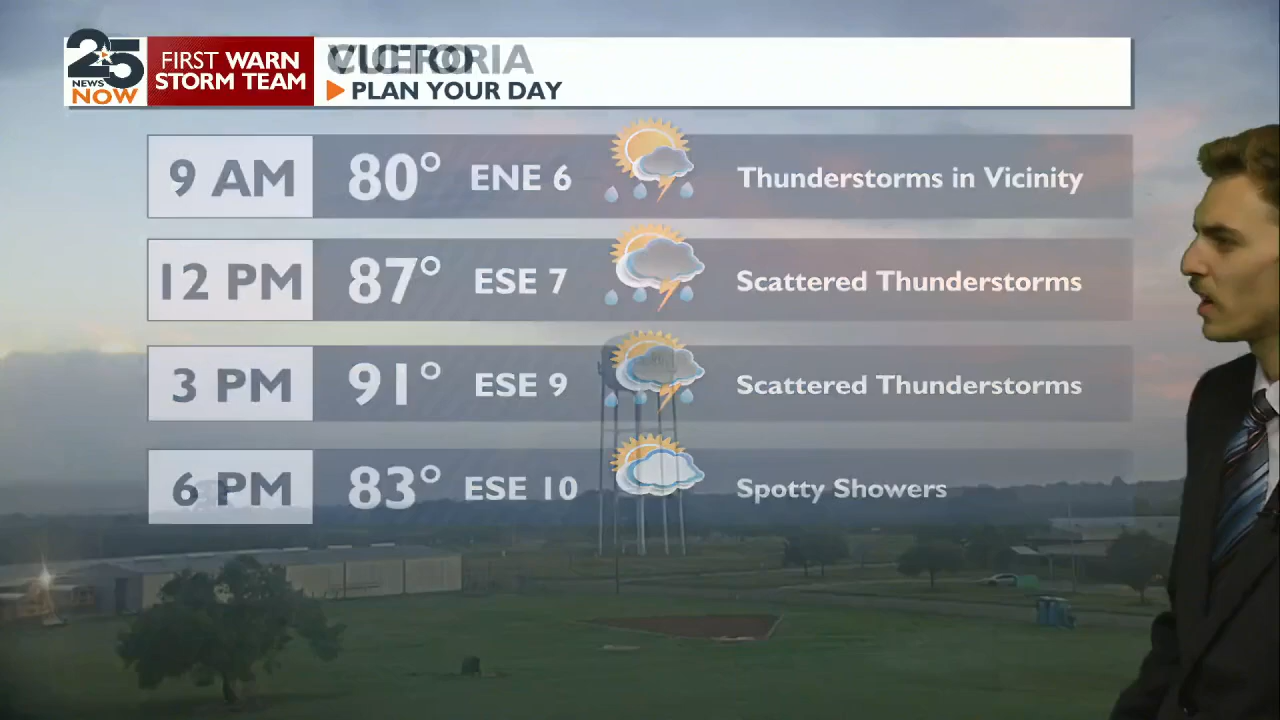 25
NEWS
NOW
FIRST WARN
STORM TEAM
PLAN YOUR DAY
9 AM 80° ENE 6 Thunderstorms in Vicinity
12 PM 87° ESE 7 Scattered Thunderstorms
3 PM 91° ESE 9 Scattered Thunderstorms
6 PM 83° ESE 10 Spotty Showers